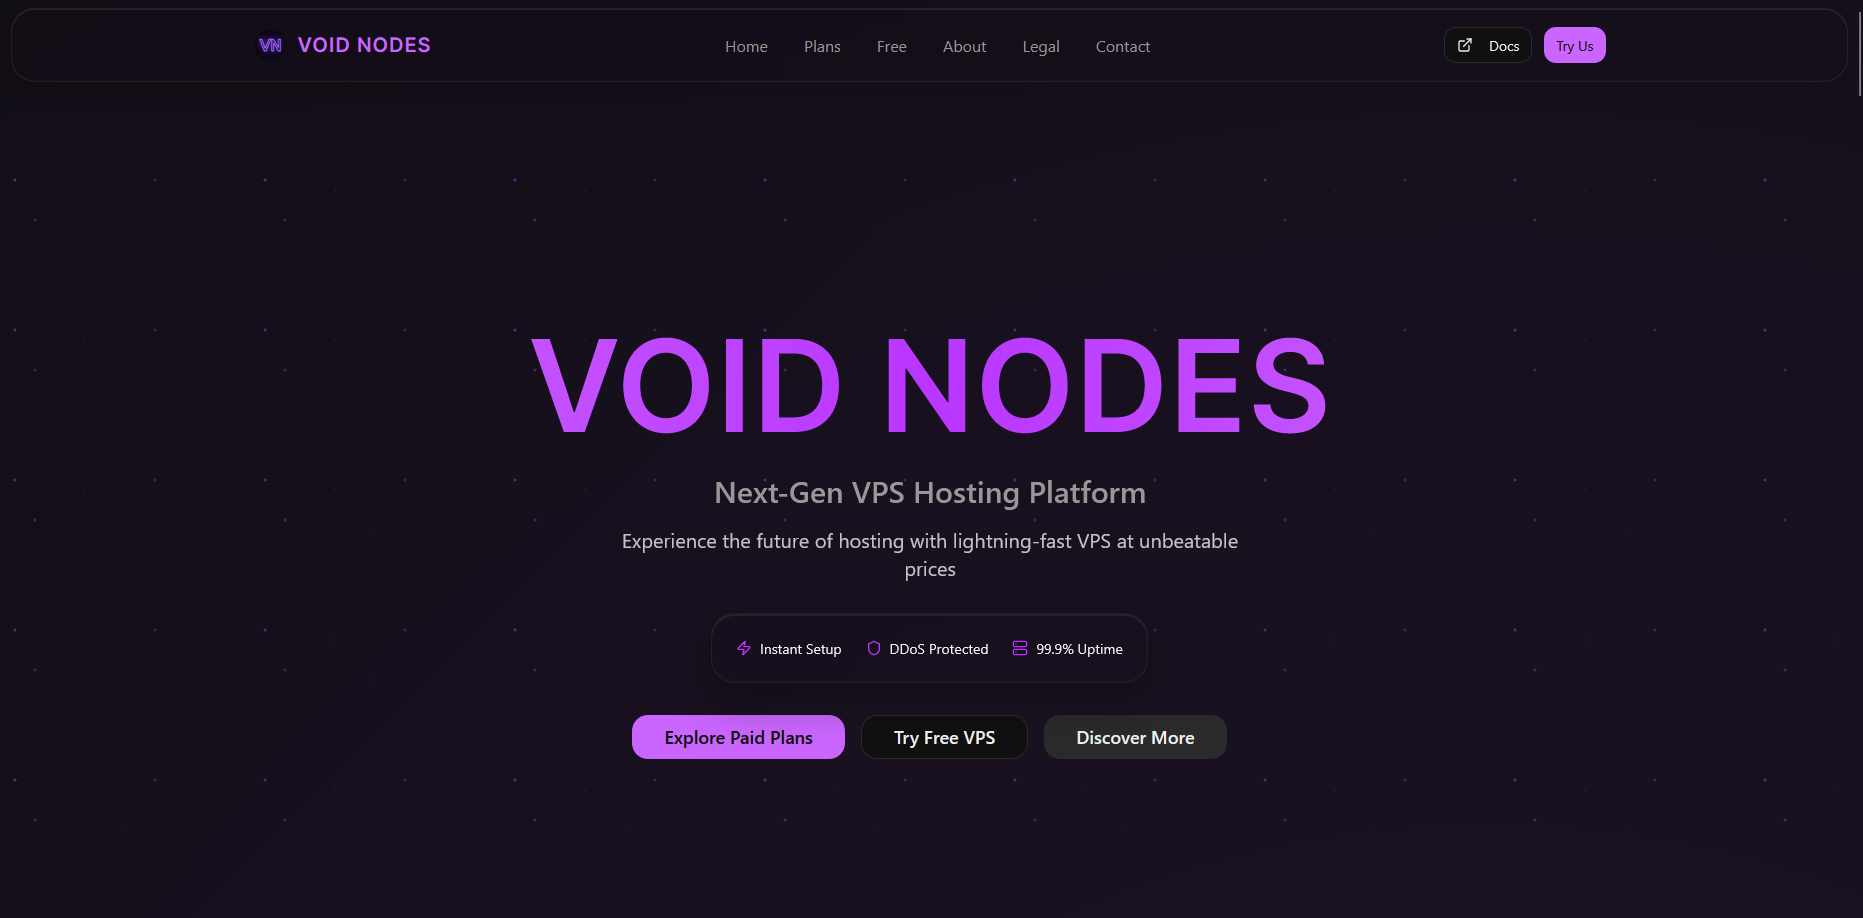 VN VOID NODES
Home Plans Free About Legal Contact
Docs Try Us
VOID NODES
Next-Gen VPS Hosting Platform
Experience the future of hosting with lightning-fast VPS at unbeatable
prices
Instant Setup DDoS Protected 99.9% Uptime
Explore Paid Plans Try Free VPS Discover More